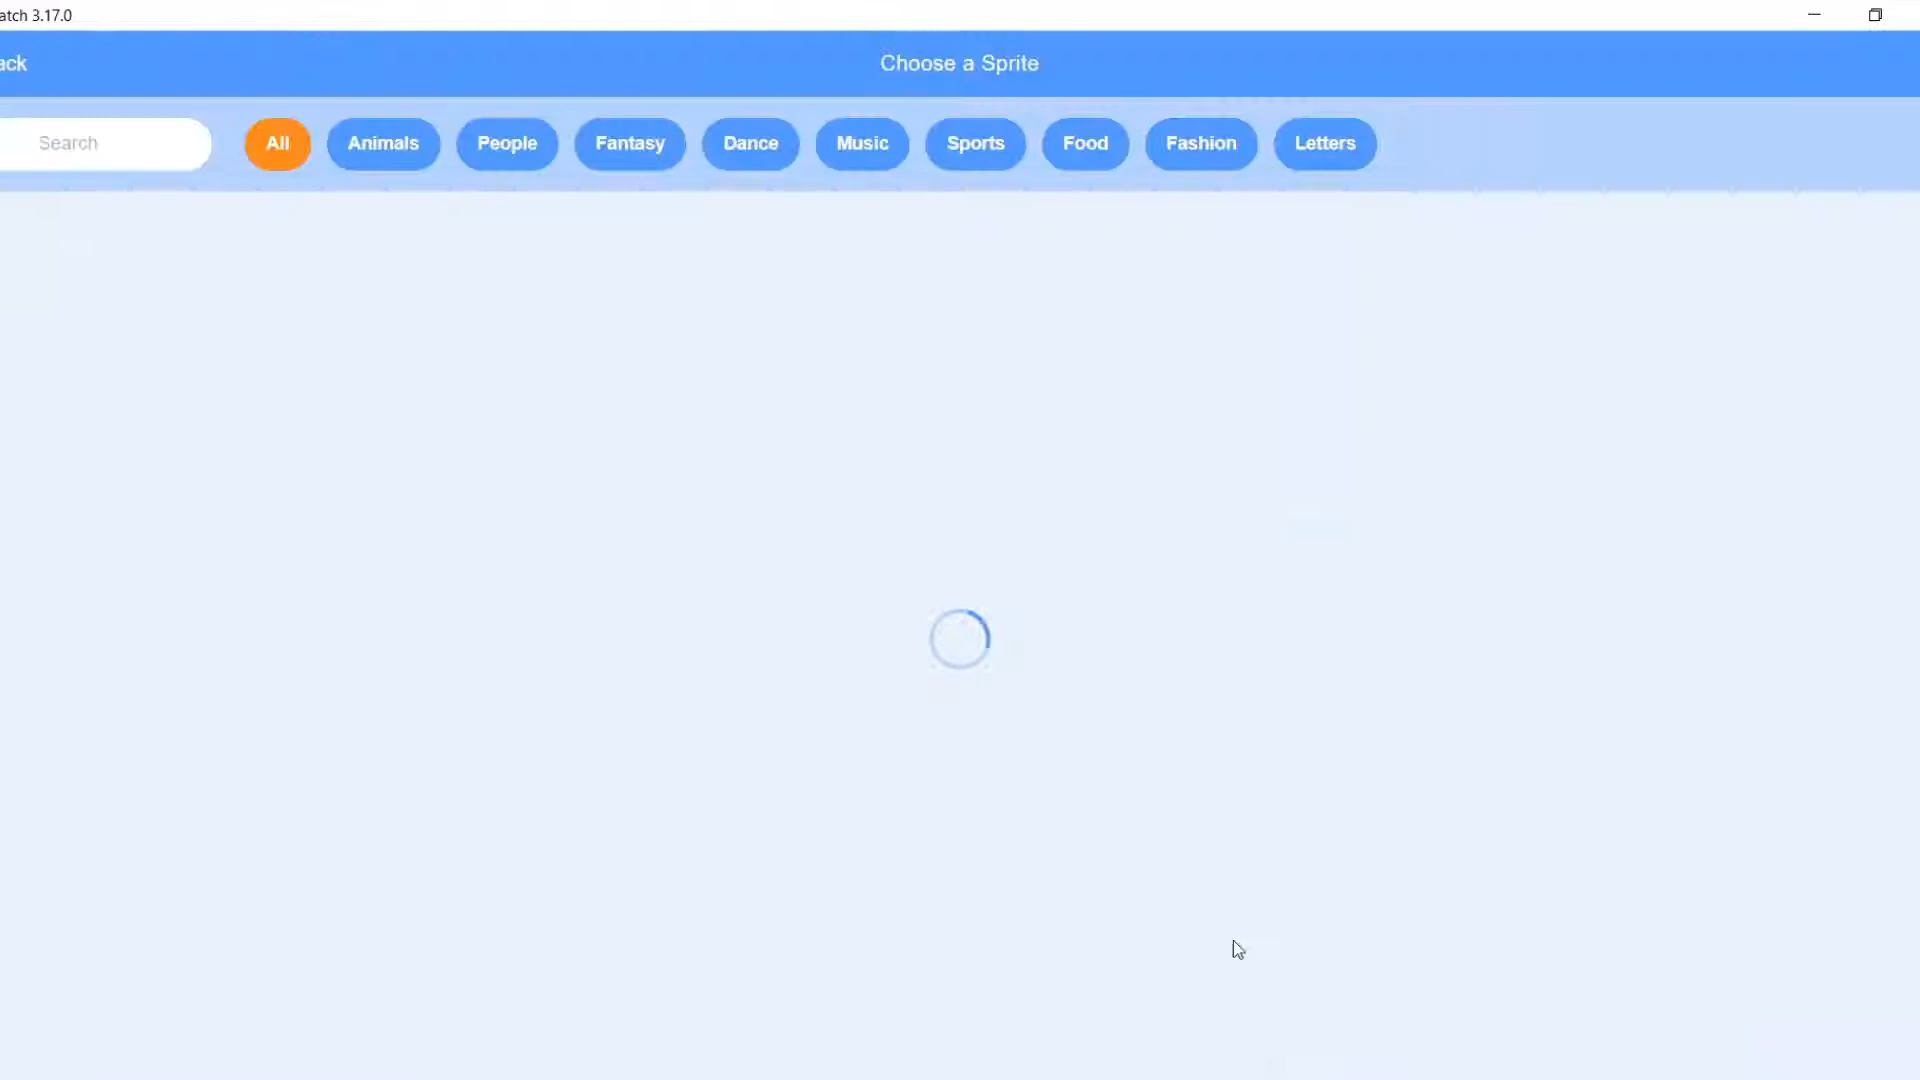 atch 3.17.0
ack
Choose a Sprite
Search
All
Animals
People
Fantasy
Dance
Music
Sports
Food
Fashion
Letters